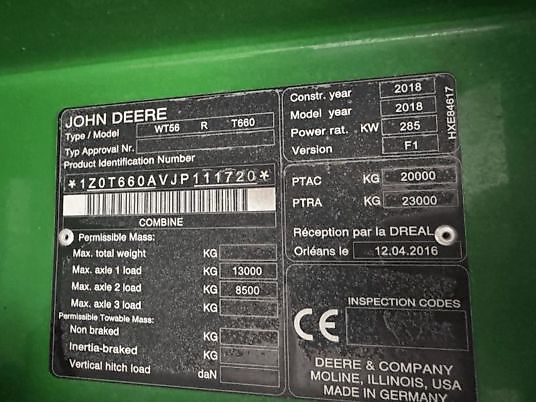 JOHN DEERE
Type / Model WT56 R T660
Typ Approval Nr.
Product Identification Number
*1Z0T660AVJP111720*
COMBINE
Permissible Mass:
Max. total weight KG
Max. axle 1 load KG 13000
Max. axle 2 load KG 8500
Max. axle 3 load KG
Permissible Towable Mass:
Non braked KG
Inertia-braked KG
Vertical hitch load daN
Constr. year 2018
Model year 2018
Power rat. KW 285
Version F1
HXE84617
PTAC KG 20000
PTRA KG 23000
Réception par la DREAL
Orléans le 12.04.2016
INSPECTION CODES
CE
DEERE & COMPANY
MOLINE, ILLINOIS, USA
MADE IN GERMANY